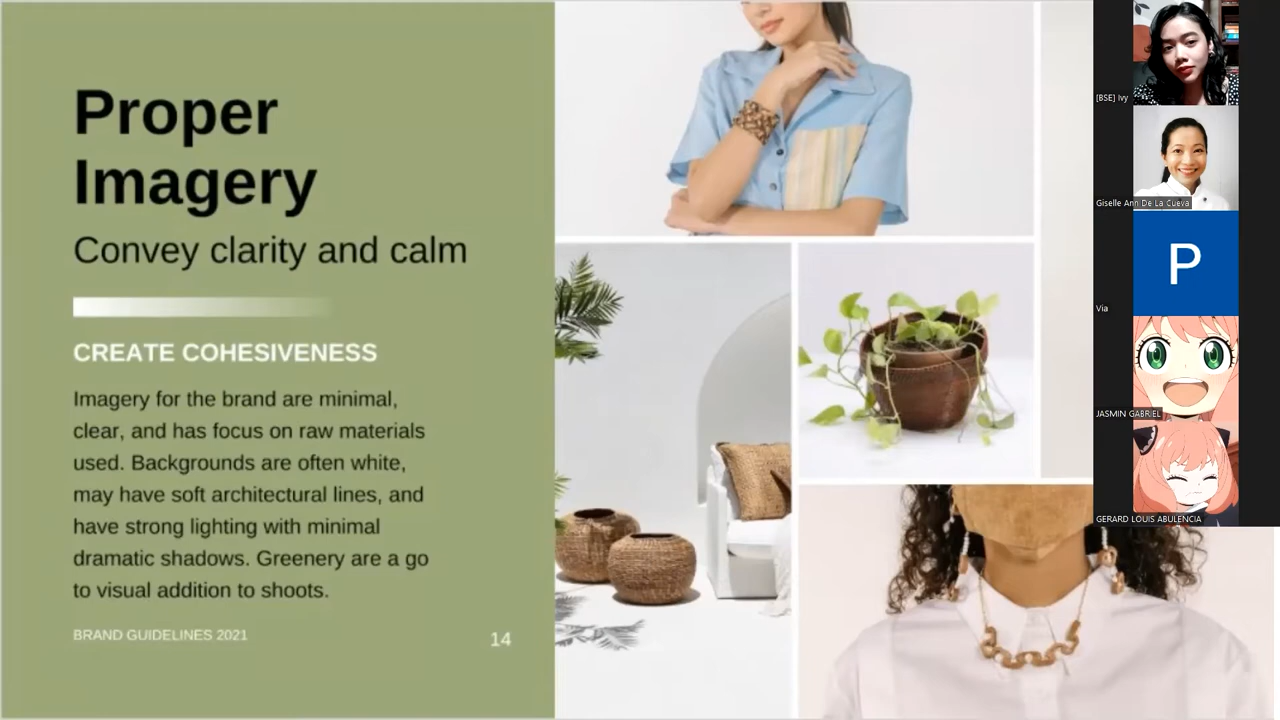 Proper
Imagery
Convey clarity and calm
CREATE COHESIVENESS
Imagery for the brand are minimal,
clear, and has focus on raw materials
used. Backgrounds are often white,
may have soft architectural lines, and
have strong lighting with minimal
dramatic shadows. Greenery are a go
to visual addition to shoots.
BRAND GUIDELINES 2021
14
[BSE] Ivy
Giselle Ann De La Cueva
P
Via
JASMIN GABRIEL
GERARD LOUIS ABULENCIA